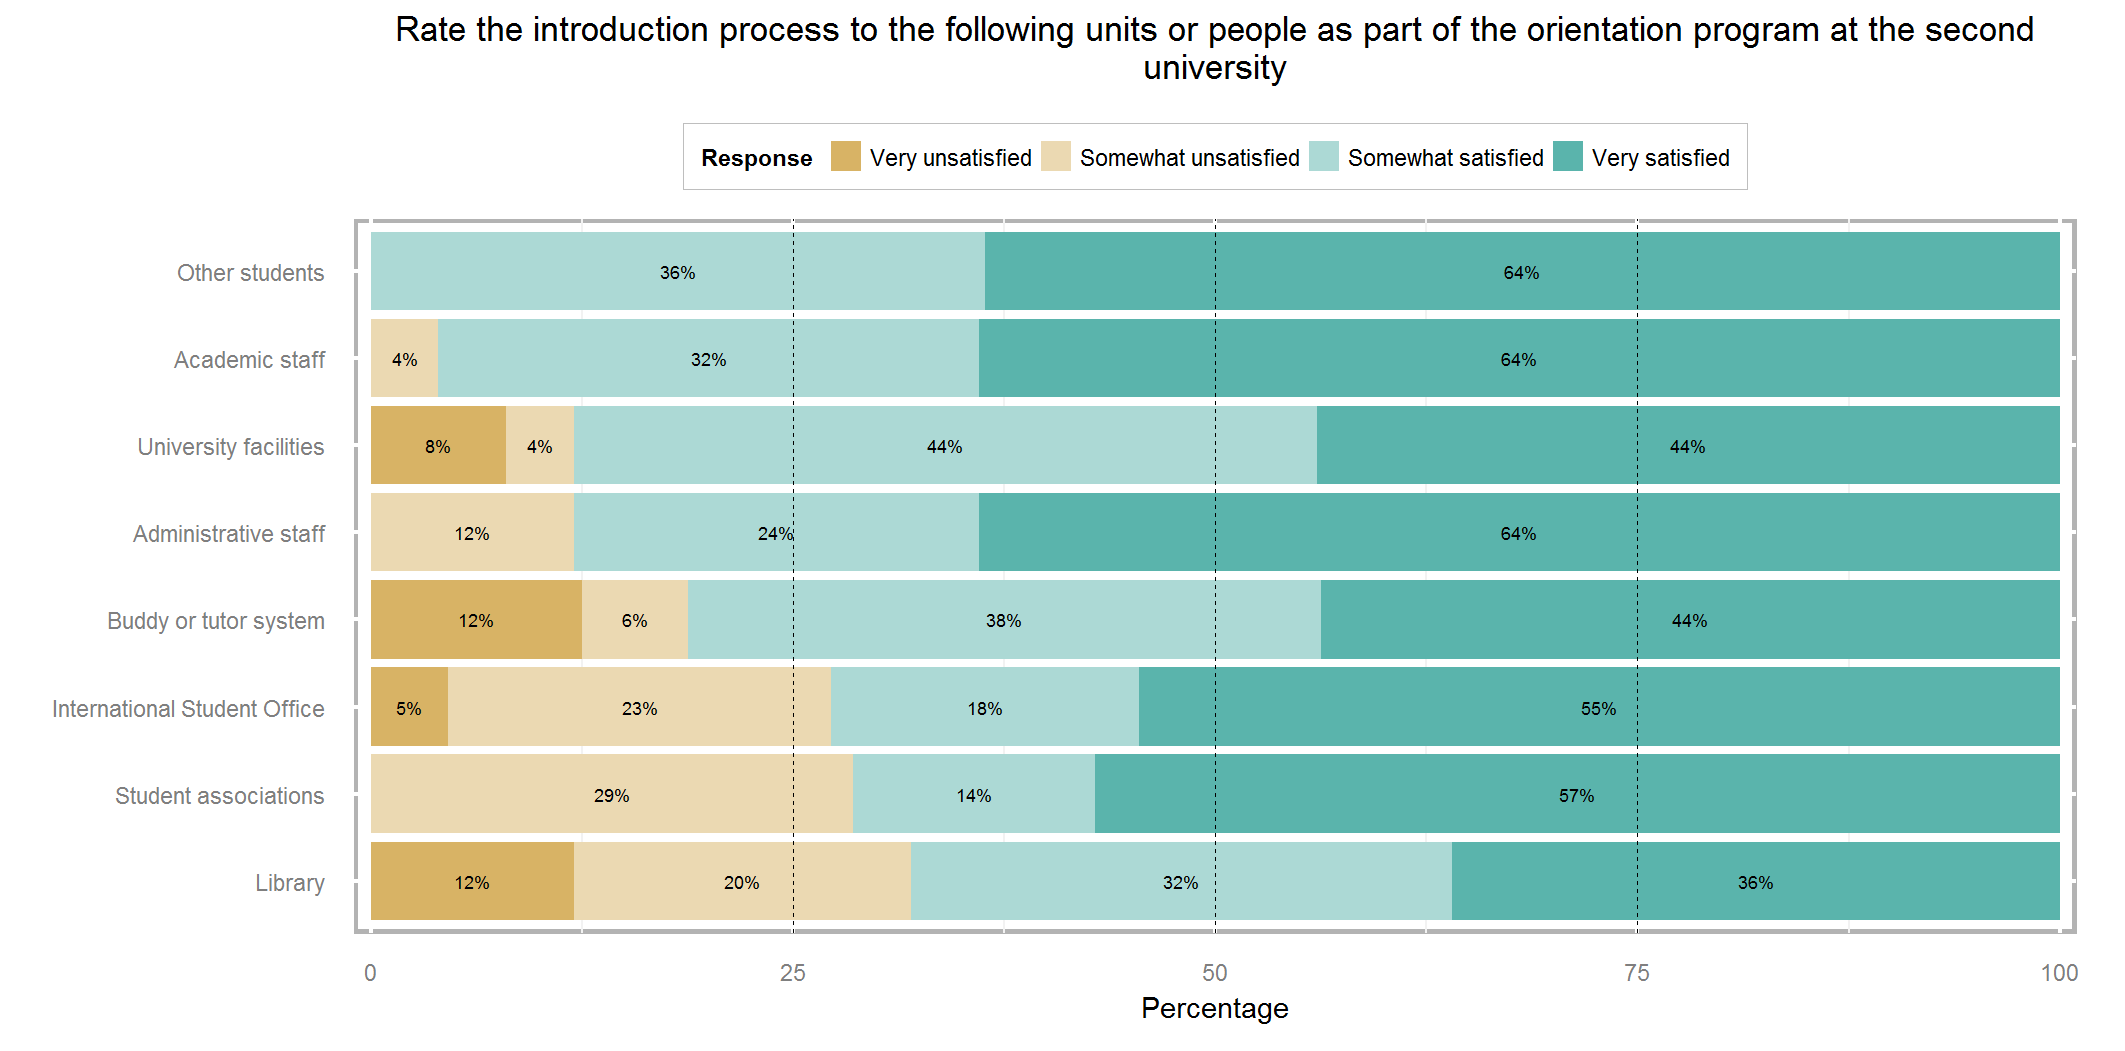 Rate the introduction process to the following units or people as part of the orientation program at the second
university
Response Very unsatisfied Somewhat unsatisfied Somewhat satisfied Very satisfied
Other students 36% 64%
Academic staff 4% 32% 64%
University facilities 8% 4% 44% 44%
Administrative staff 12% 24% 64%
Buddy or tutor system 12% 6% 38% 44%
International Student Office 5% 23% 18% 55%
Student associations 29% 14% 57%
Library 12% 20% 32% 36%
0 25 50 75 100
Percentage